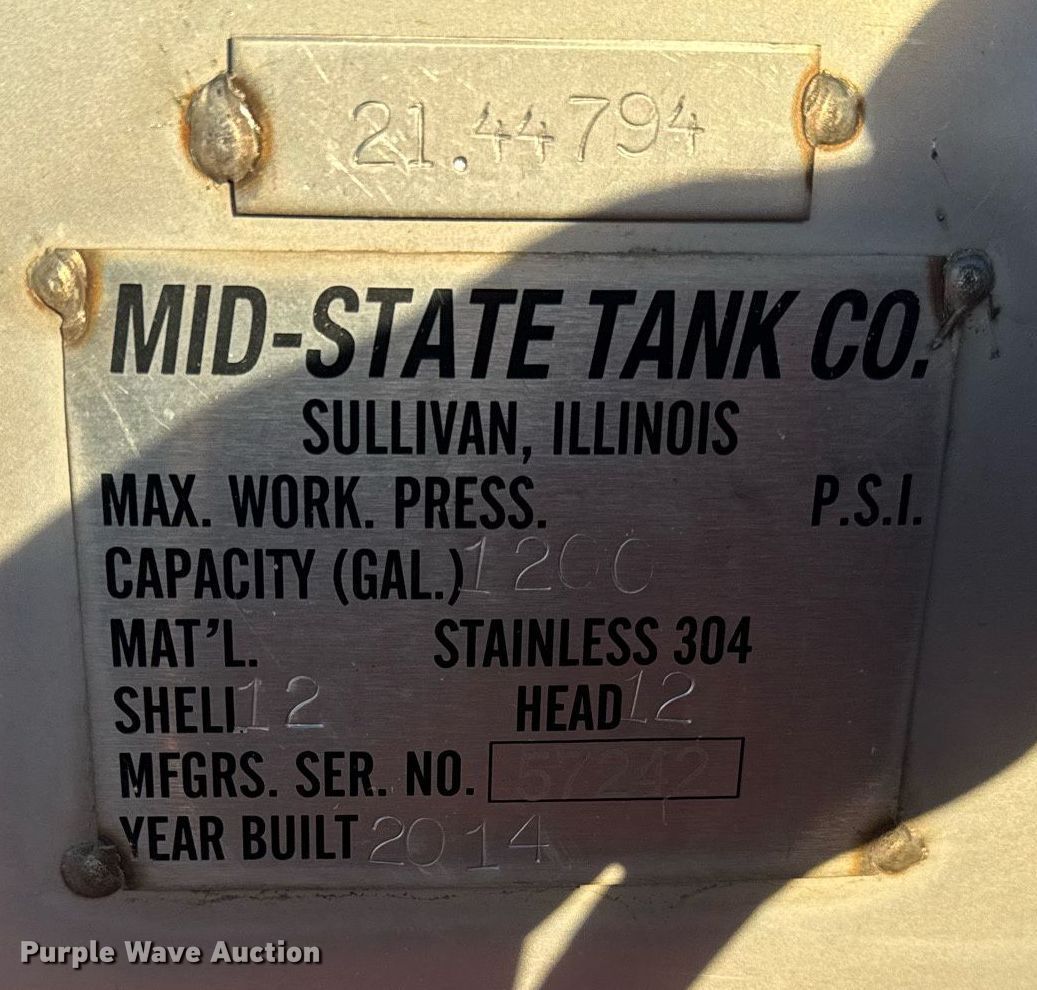 21.44794
MID-STATE TANK CO.
SULLIVAN, ILLINOIS
MAX. WORK. PRESS. P.S.I.
CAPACITY (GAL.) 1200
MAT'L. STAINLESS 304
SHELL 12 HEAD 12
MFGRS. SER. NO. 57242
YEAR BUILT 2014
Purple Wave Auction